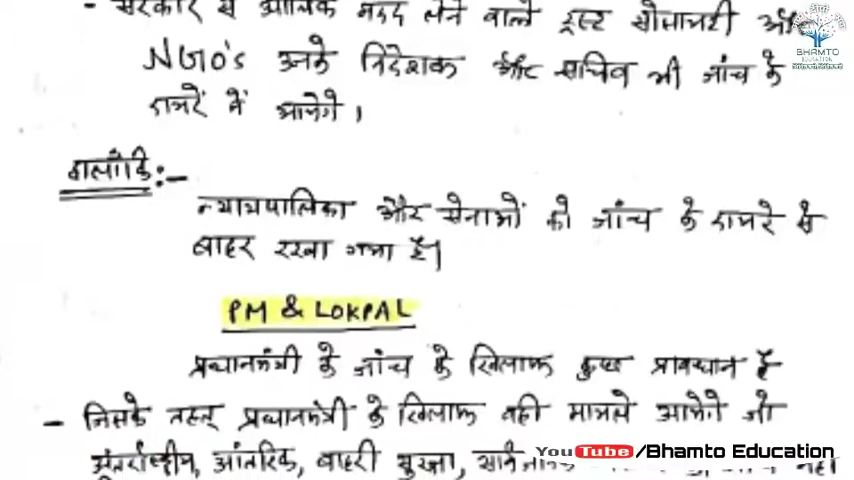 - सरकार से आर्थिक मदद लेने वाले ट्रस्ट सोसायटी और
NGO's उनके निदेशक और सचिव भी जांच के
दायरें में आयेगे।
हालाँकि:-
न्यायपालिका और सेनाओं को जांच के दायरे से
बाहर रखा गया है।
PM & LOKPAL
प्रधानमंत्री के जांच के खिलाफ कुछ प्रावधान है
- जिसके तहत प्रधानमंत्री के खिलाफ वही मामले आयेगे जो
अंतर्राष्ट्रीय, आंतरिक, बाहरी सुरक्षा, नही
BHAMTO
EDUCATION
YouTube/Bhamto Education